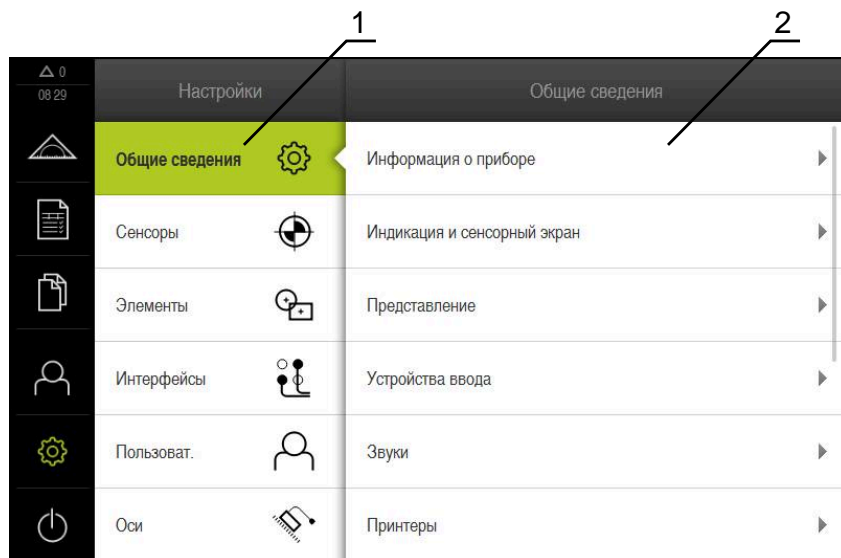 1
2
0
08 29
Настройки
Общие сведения
Общие сведения
Сенсоры
Элементы
Интерфейсы
Пользоват.
Оси
Информация о приборе
Индикация и сенсорный экран
Представление
Устройства ввода
Звуки
Принтеры